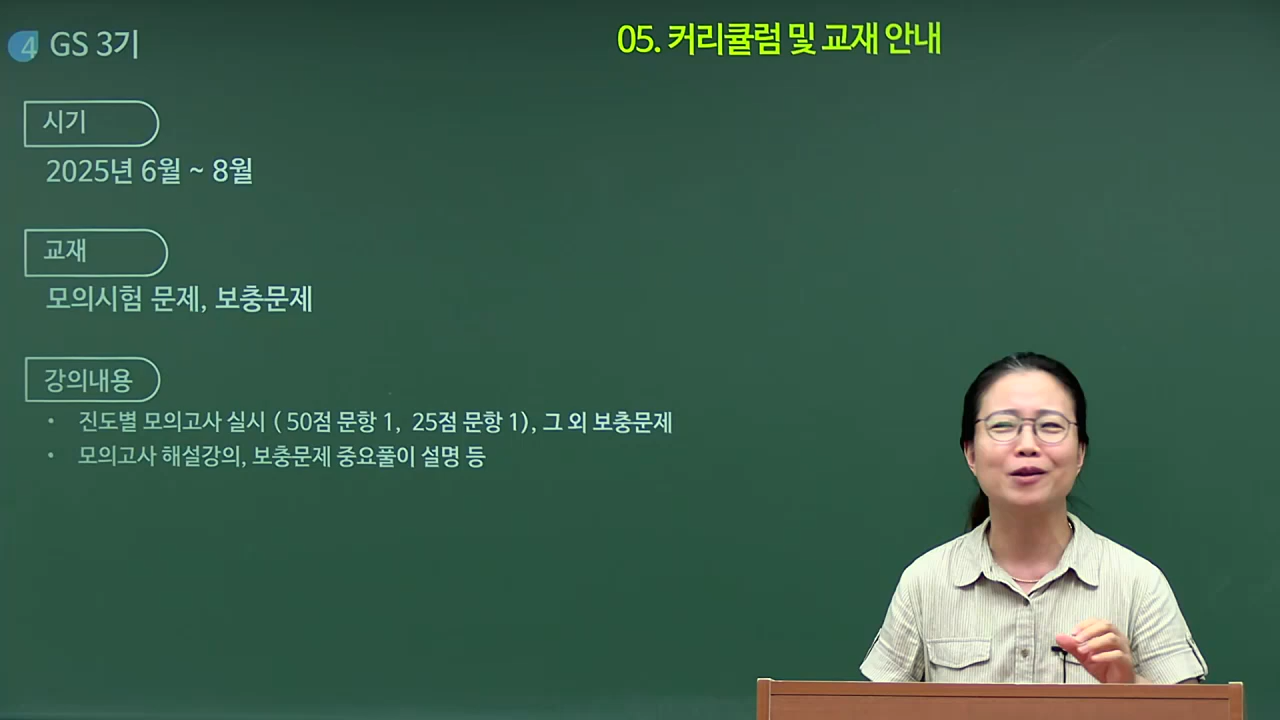 4 GS 3기
05. 커리큘럼 및 교재 안내
시기
2025년 6월 ~ 8월
교재
모의시험 문제, 보충문제
강의내용
• 진도별 모의고사 실시 ( 50점 문항 1, 25점 문항 1), 그 외 보충문제
• 모의고사 해설강의, 보충문제 중요풀이 설명 등